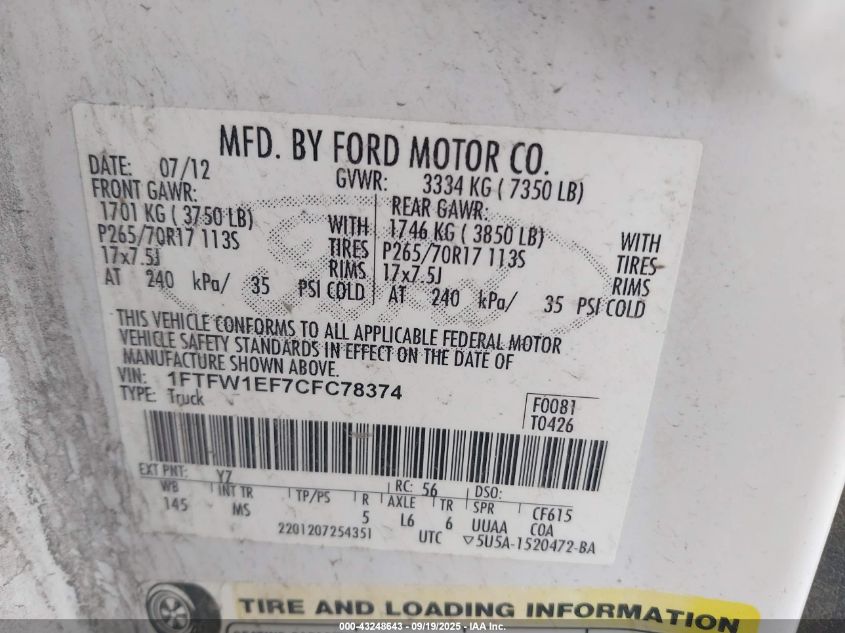 MFD. BY FORD MOTOR CO.
DATE: 07/12 GVWR: 3334 KG ( 7350 LB)
FRONT GAWR: REAR GAWR:
1701 KG ( 3750 LB) WITH 1746 KG ( 3850 LB) WITH
P265/70R17 113S TIRES P265/70R17 113S TIRES
17x7.5J RIMS 17x7.5J RIMS
AT 240 kPa/ 35 PSI COLD AT 240 kPa/ 35 PSI COLD
THIS VEHICLE CONFORMS TO ALL APPLICABLE FEDERAL MOTOR
VEHICLE SAFETY STANDARDS IN EFFECT ON THE DATE OF
MANUFACTURE SHOWN ABOVE.
VIN: 1FTFW1EF7CFC78374
TYPE: Truck F0081
T0426
EXT PNT: YZ RC: 56 DSO:
WB INT TR TP/PS R AXLE TR SPR CF615
145 MS 5 L6 6 UUAA COA
2201207254351 UTC ▽5U5A-1520472-BA
TIRE AND LOADING INFORMATION
000-43248643 - 09/19/2025 - IAA Inc.